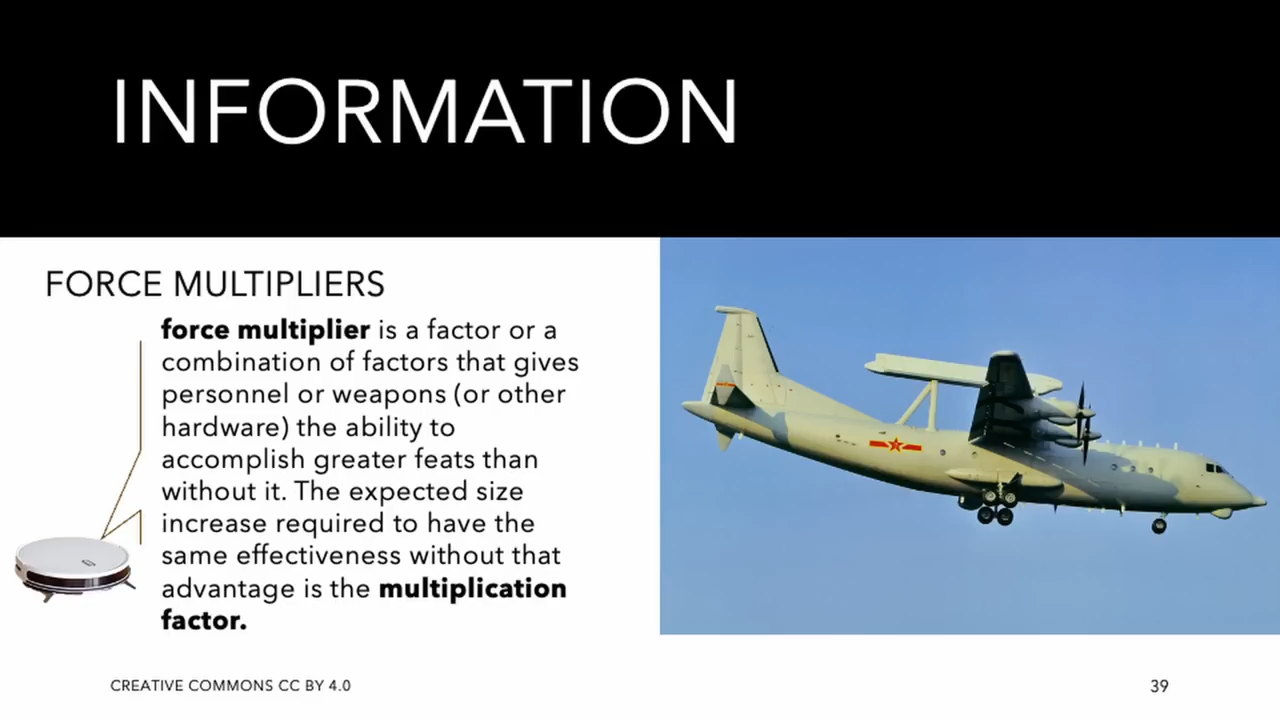 INFORMATION
FORCE MULTIPLIERS
force multiplier is a factor or a
combination of factors that gives
personnel or weapons (or other
hardware) the ability to
accomplish greater feats than
without it. The expected size
increase required to have the
same effectiveness without that
advantage is the multiplication
factor.
CREATIVE COMMONS CC BY 4.0
39